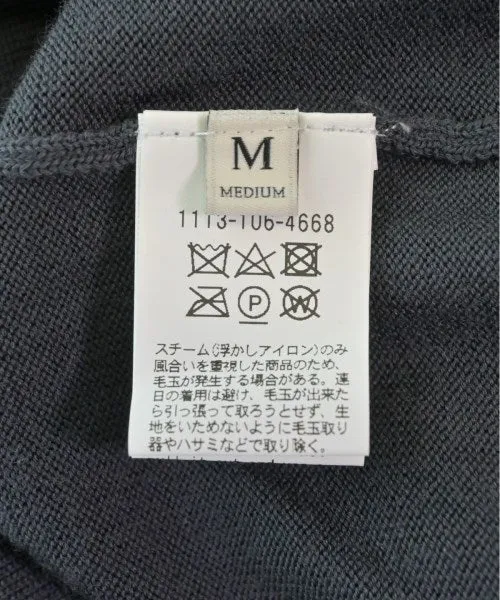 M
MEDIUM
1113-106-4668
P
W
スチーム(浮かしアイロン)のみ
風合いを重視した商品のため、
毛玉が発生する場合がある。連
日の着用は避け、毛玉が出来た
ら引っ張って取ろうとせず、生
地をいためないように毛玉取り
器やハサミなどで取り除く。